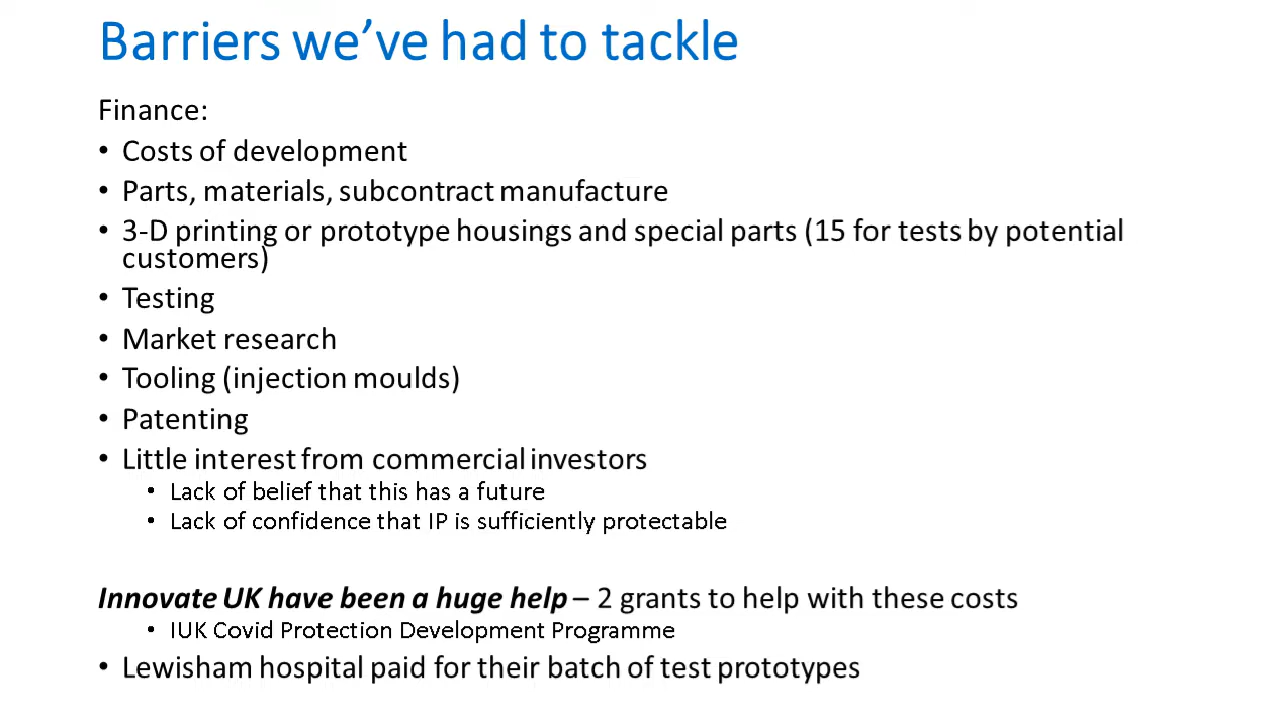 Barriers we've had to tackle
Finance:
• Costs of development
• Parts, materials, subcontract manufacture
• 3-D printing or prototype housings and special parts (15 for tests by potential
customers)
• Testing
• Market research
• Tooling (injection moulds)
• Patenting
• Little interest from commercial investors
• Lack of belief that this has a future
• Lack of confidence that IP is sufficiently protectable
Innovate UK have been a huge help – 2 grants to help with these costs
• IUK Covid Protection Development Programme
• Lewisham hospital paid for their batch of test prototypes